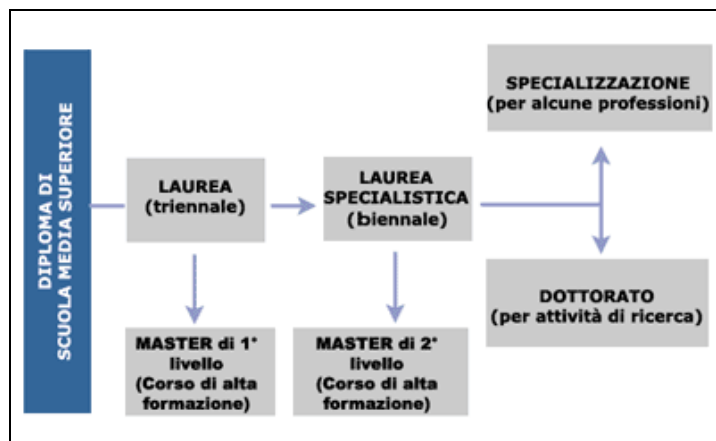 DIPLOMA DI
SCUOLA MEDIA SUPERIORE
LAUREA
(triennale)
LAUREA
SPECIALISTICA
(biennale)
SPECIALIZZAZIONE
(per alcune professioni)
DOTTORATO
(per attività di ricerca)
MASTER di 1°
livello
(Corso di alta
formazione)
MASTER di 2°
livello
(Corso di alta
formazione)